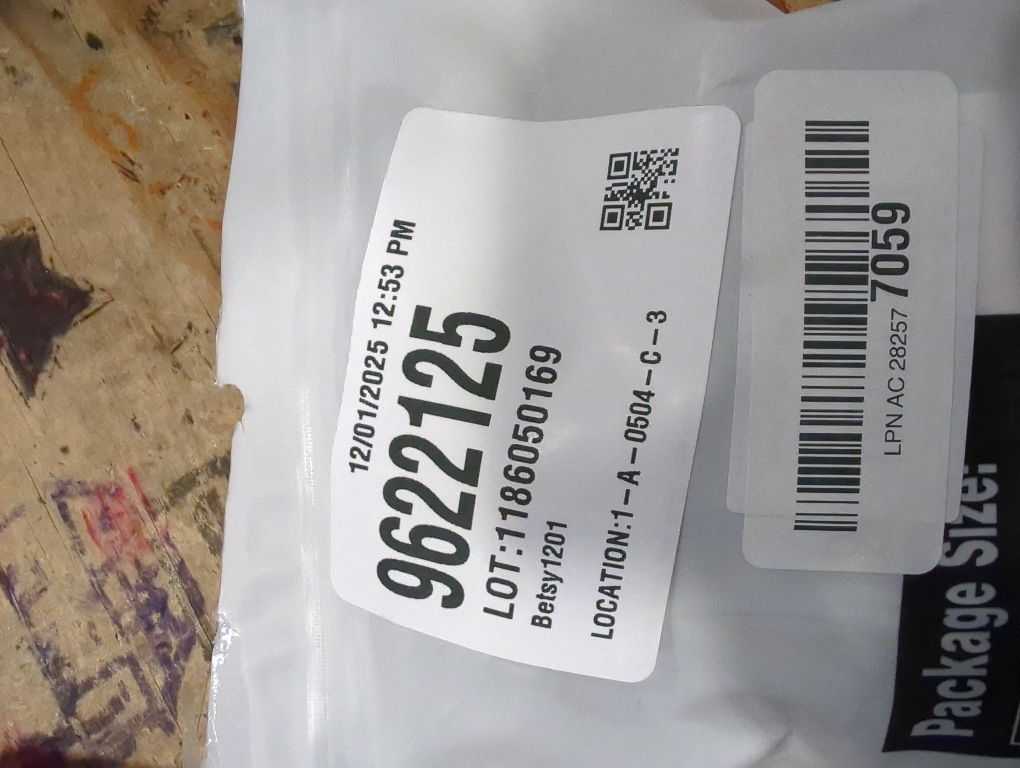 12/01/2025 12:53 PM
9622125
LOT:1186050169
Betsy1201
LOCATION:1-A-0504-C-3
LPN AC 28257 7059
Package Size: